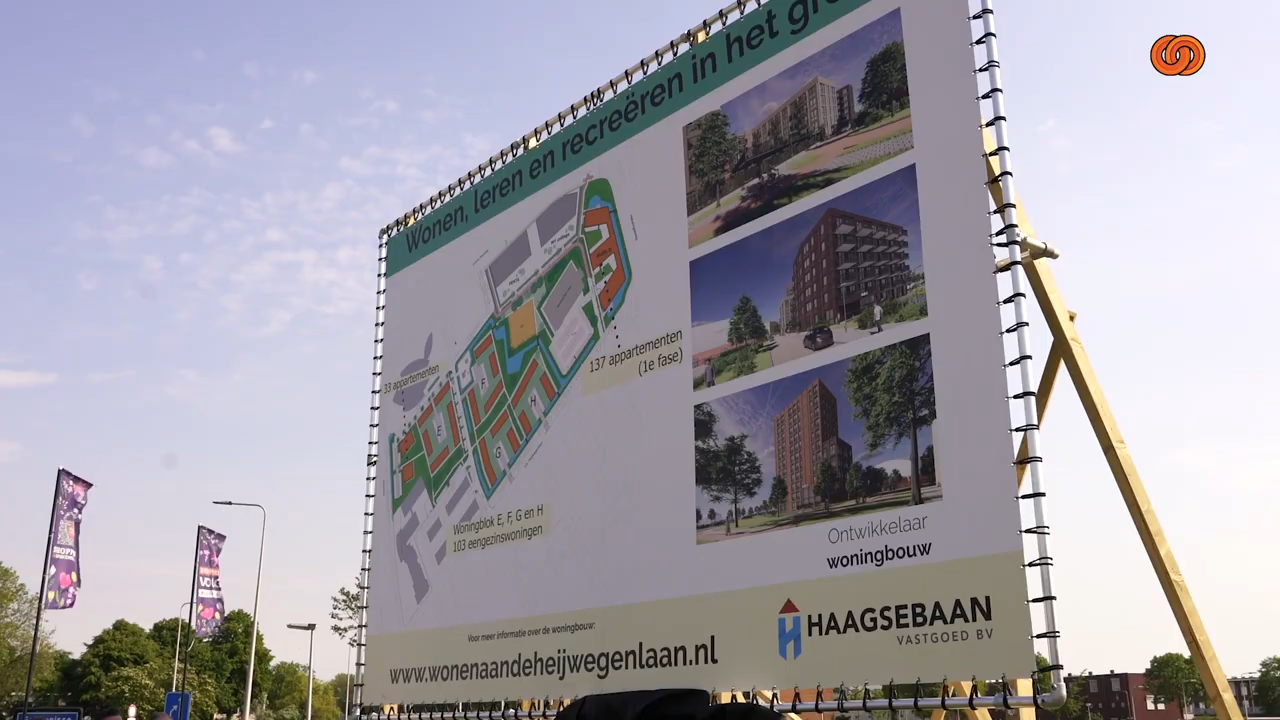 Wonen, leren en recreëren in het gro
33 appartementen
137 appartementen
(1e fase)
E
F
G
H
Woningblok E, F, G en H
103 eengezinswoningen
Ontwikkelaar
woningbouw
Voor meer informatie over de woningbouw:
www.wonenaandeheijwegenlaan.nl
HAAGSEBAAN
VASTGOED BV